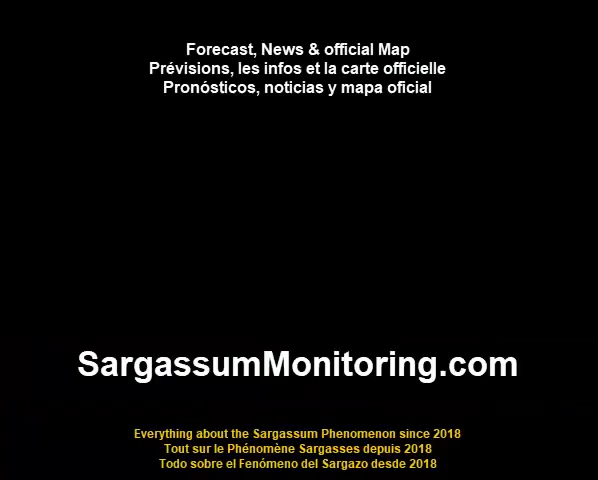 Forecast, News & official Map
Prévisions, les infos et la carte officielle
Pronósticos, noticias y mapa oficial
SargassumMonitoring.com
Everything about the Sargassum Phenomenon since 2018
Tout sur le Phénomène Sargasses depuis 2018
Todo sobre el Fenómeno del Sargazo desde 2018